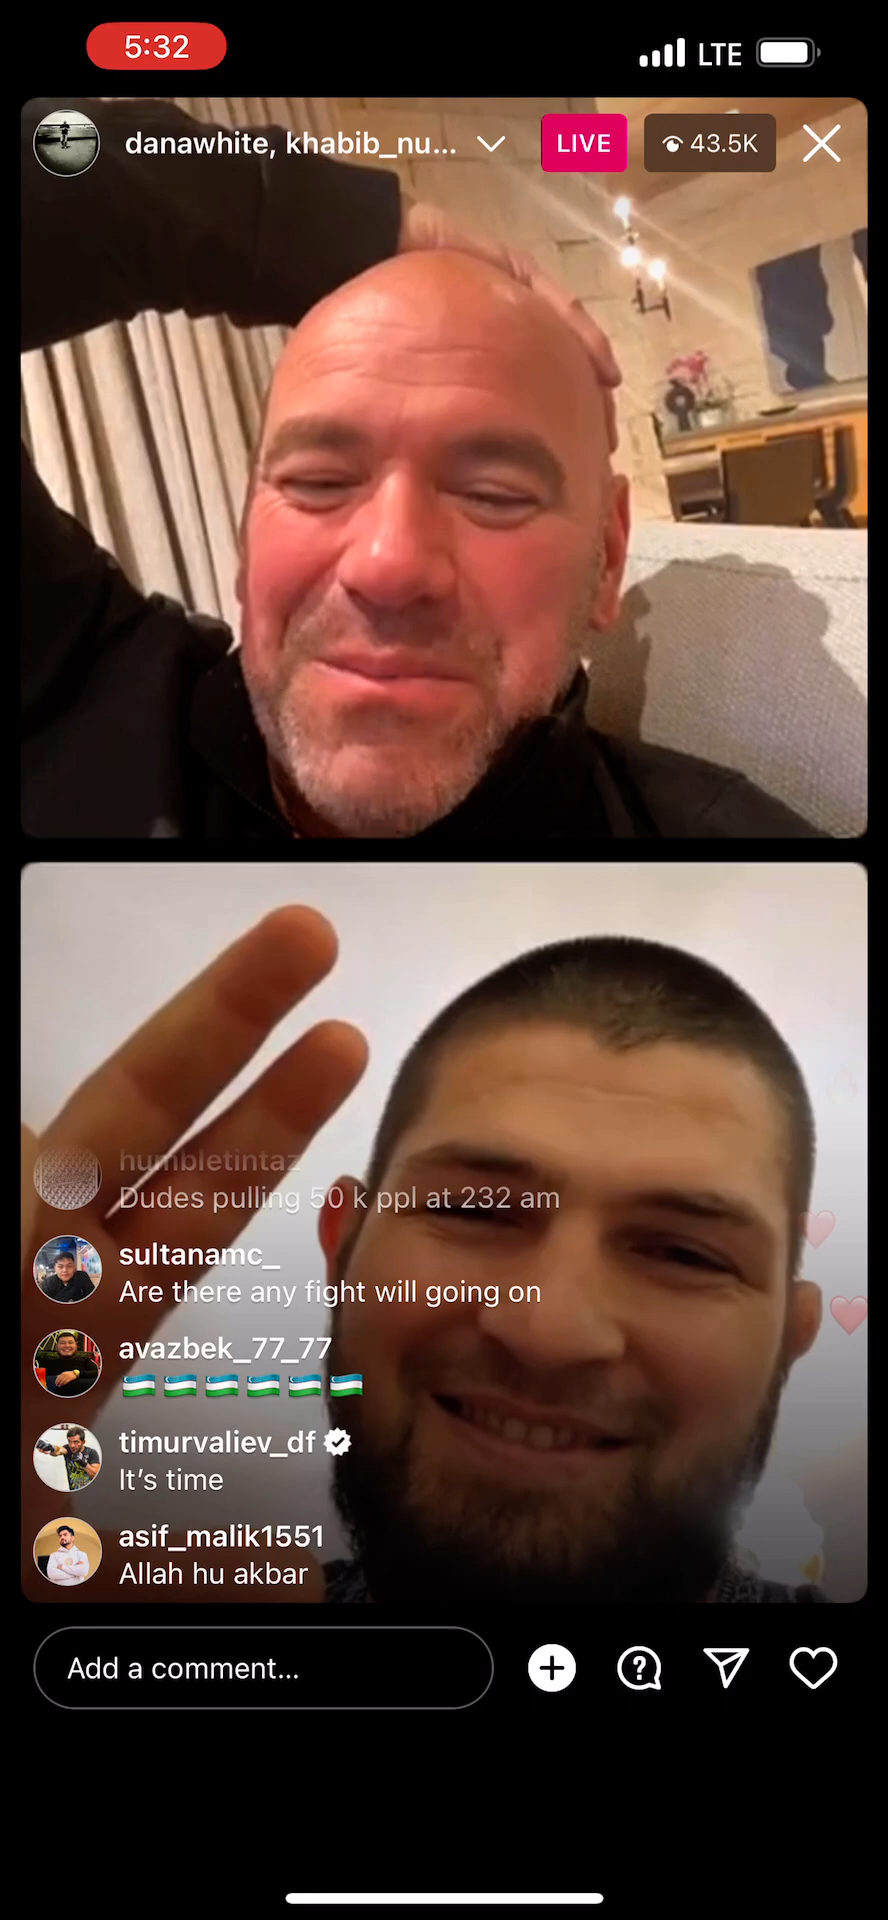 5:32
LTE
danawhite, khabib_nu...
LIVE
43.5K
humbletintaz
Dudes pulling 50 k ppl at 232 am
sultanamc_
Are there any fight will going on
avazbek_77_77
🇺🇿🇺🇿🇺🇿🇺🇿🇺🇿🇺🇿
timurvaliev_df
It's time
asif_malik1551
Allah hu akbar
Add a comment...